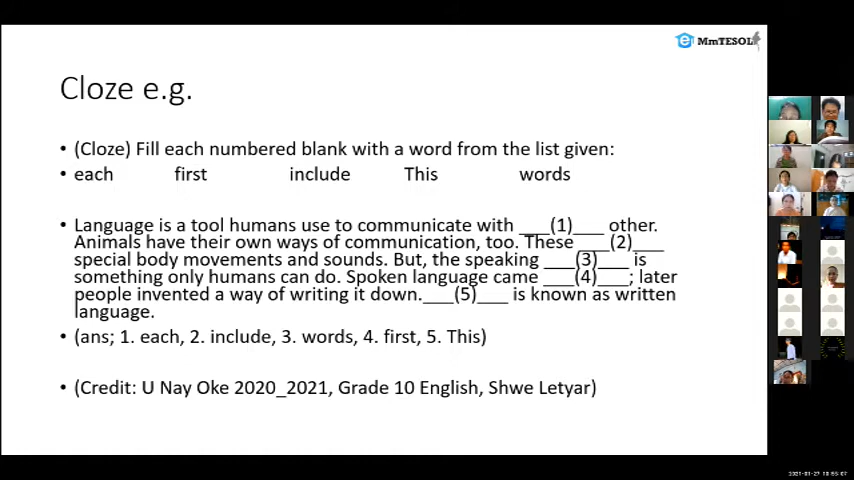 MmTESOL
Cloze e.g.
• (Cloze) Fill each numbered blank with a word from the list given:
• each first include This words
• Language is a tool humans use to communicate with ___(1)___ other.
Animals have their own ways of communication, too. These ___(2)___
special body movements and sounds. But, the speaking ___(3)___ is
something only humans can do. Spoken language came ___(4)___; later
people invented a way of writing it down.___(5)___ is known as written
language.
• (ans; 1. each, 2. include, 3. words, 4. first, 5. This)
• (Credit: U Nay Oke 2020_2021, Grade 10 English, Shwe Letyar)